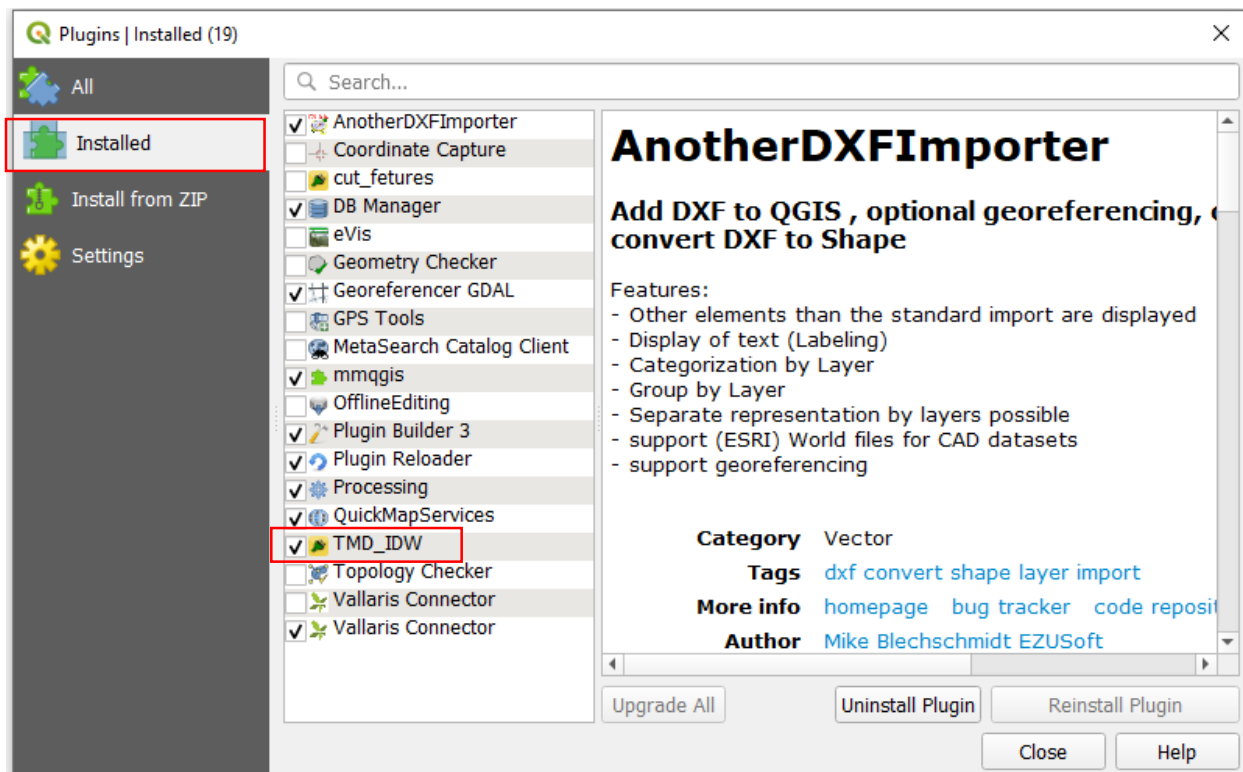 Plugins | Installed (19)
All
Installed
Install from ZIP
Settings
Search...
AnotherDXFImporter
Coordinate Capture
cut_fetures
DB Manager
eVis
Geometry Checker
Georeferencer GDAL
GPS Tools
MetaSearch Catalog Client
mmqgis
OfflineEditing
Plugin Builder 3
Plugin Reloader
Processing
QuickMapServices
TMD_IDW
Topology Checker
Vallaris Connector
Vallaris Connector
AnotherDXFImporter
Add DXF to QGIS , optional georeferencing,
convert DXF to Shape
Features:
- Other elements than the standard import are displayed
- Display of text (Labeling)
- Categorization by Layer
- Group by Layer
- Separate representation by layers possible
- support (ESRI) World files for CAD datasets
- support georeferencing
Category Vector
Tags dxf convert shape layer import
More info homepage bug tracker code reposit
Author Mike Blechschmidt EZUSoft
Upgrade All
Uninstall Plugin
Reinstall Plugin
Close
Help